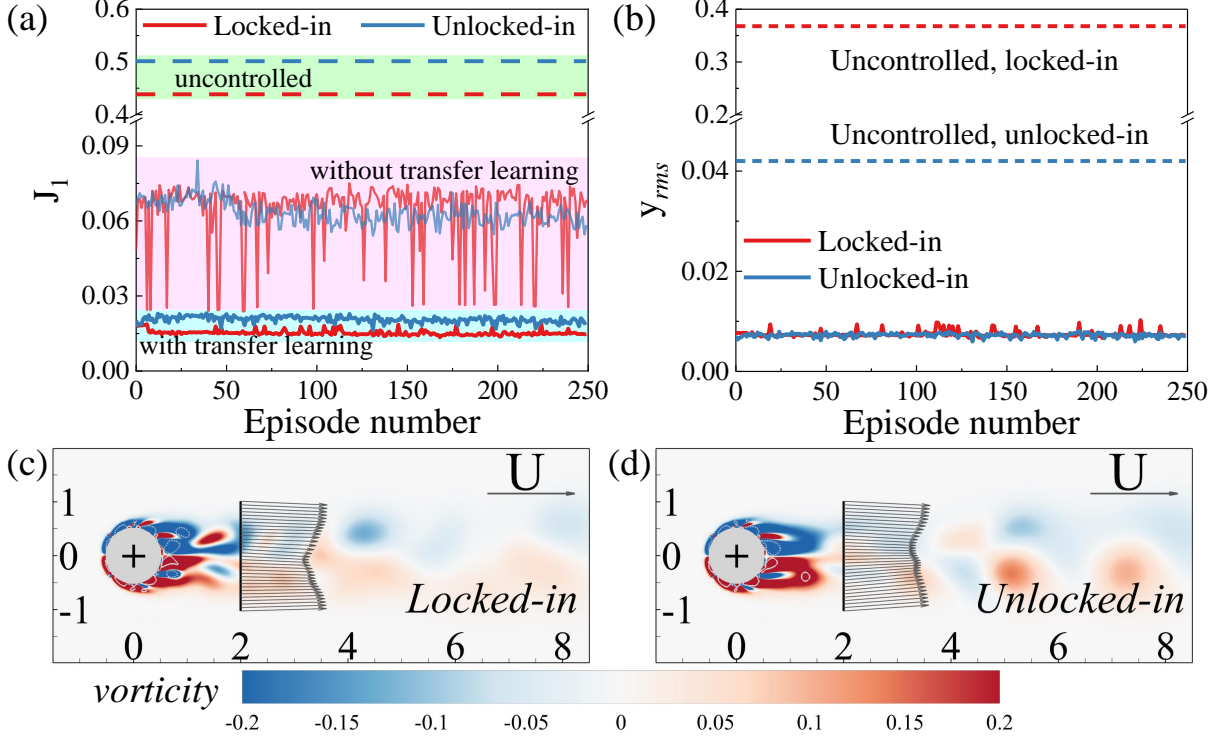 (a)
0.6
0.5
0.4
0.09
0.06
0.03
0.00
J₁
Locked-in
Unlocked-in
uncontrolled
without transfer learning
with transfer learning
0 50 100 150 200 250
Episode number
(b)
0.4
0.3
0.2
0.04
0.02
0.00
yrms
Uncontrolled, locked-in
Uncontrolled, unlocked-in
Locked-in
Unlocked-in
0 50 100 150 200 250
Episode number
(c)
1
0
-1
U
Locked-in
0 2 4 6 8
(d)
1
0
-1
U
Unlocked-in
0 2 4 6 8
vorticity
-0.2 -0.15 -0.1 -0.05 0 0.05 0.1 0.15 0.2